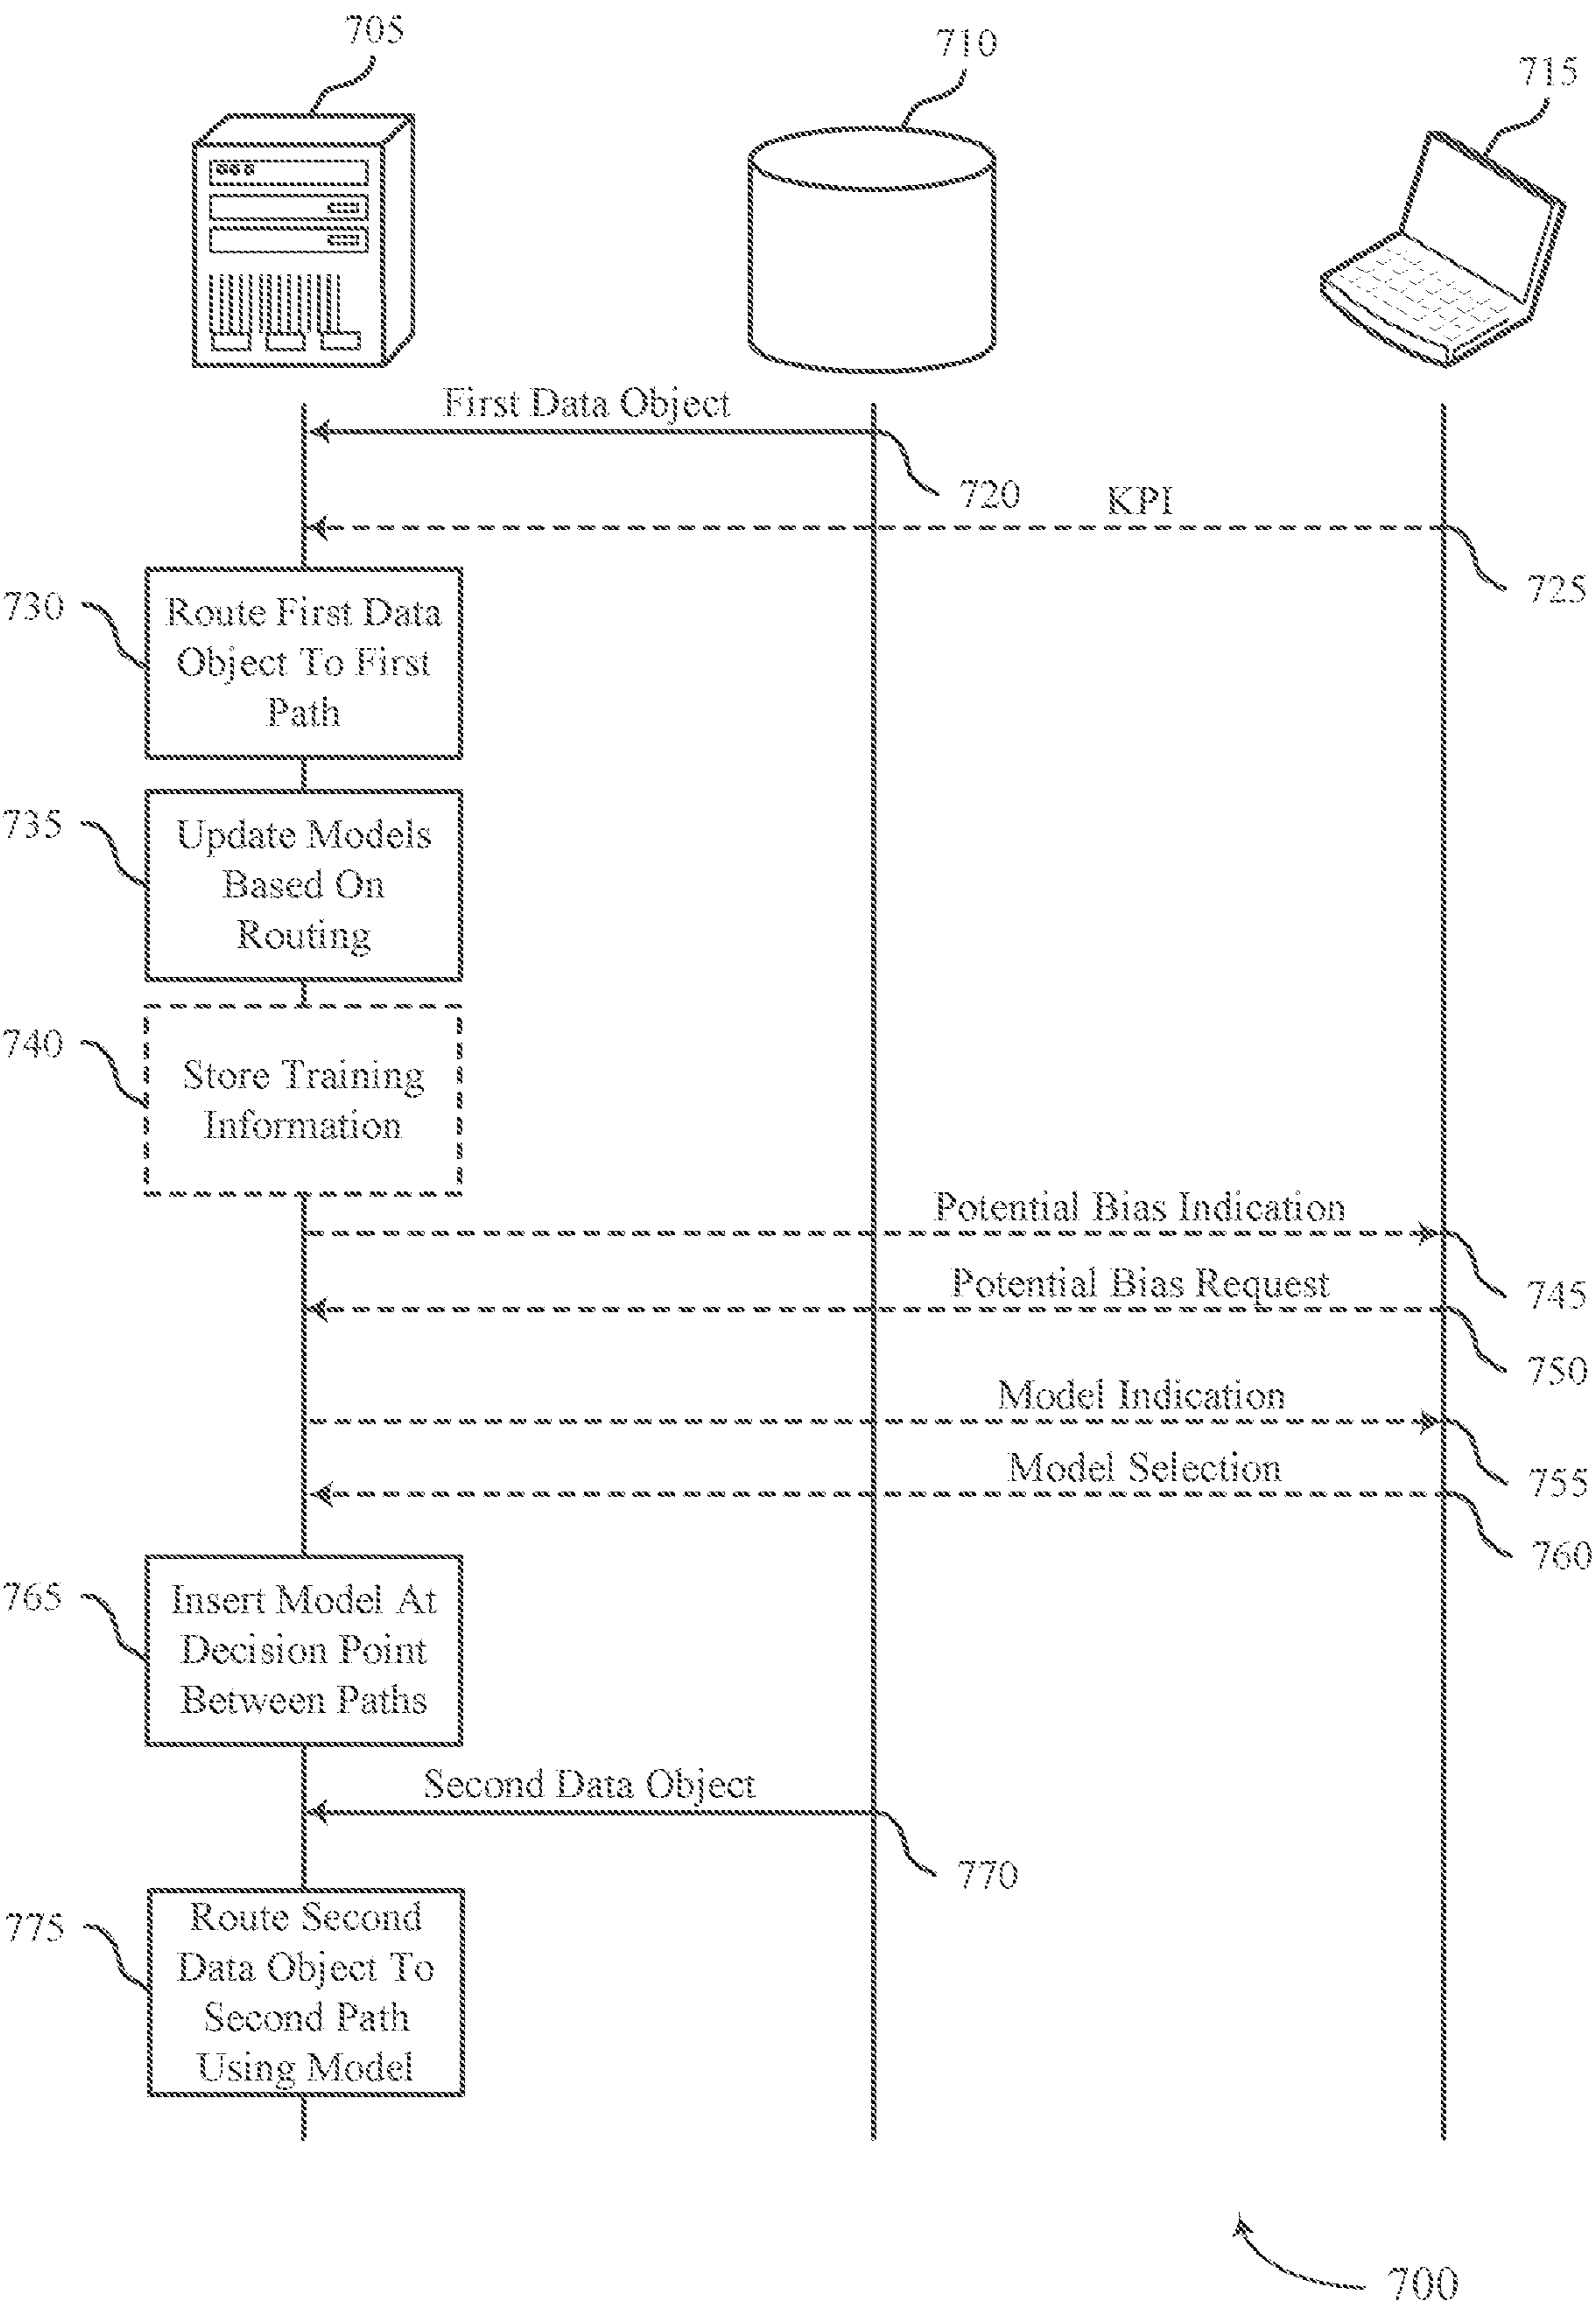 705
710
715
First Data Object
720
KPI
725
730
Route First Data
Object To First
Path
735
Update Models
Based On
Routing
740
Store Training
Information
Potential Bias Indication
745
Potential Bias Request
750
Model Indication
755
Model Selection
760
765
Insert Model At
Decision Point
Between Paths
Second Data Object
770
775
Route Second
Data Object To
Second Path
Using Model
700